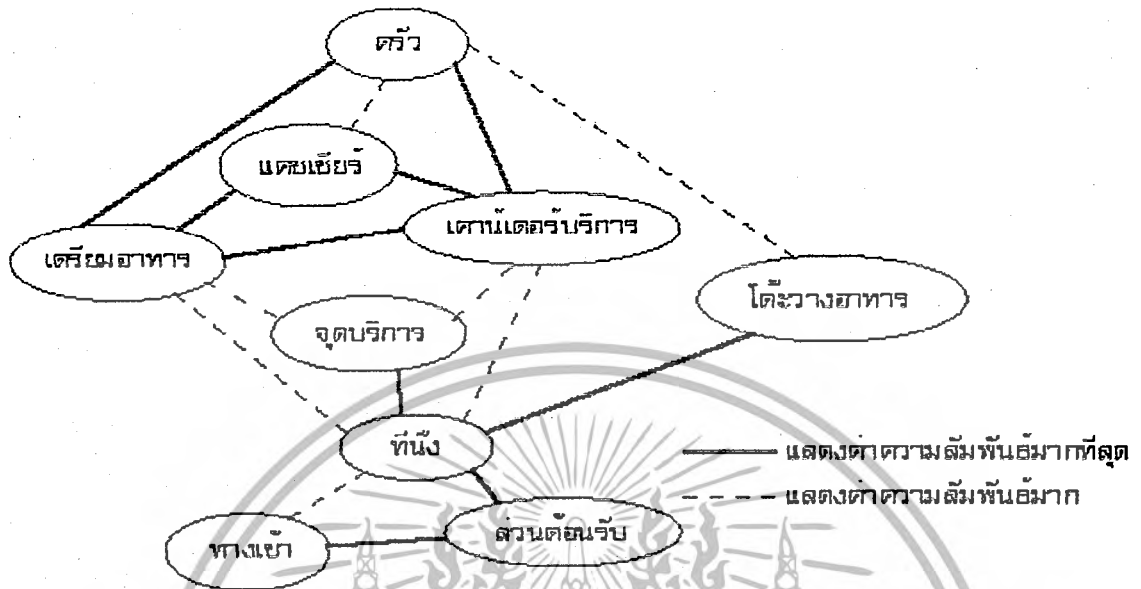 ครัว
แคชเชียร์
เคาน์เตอร์บริการ
เตรียมอาหาร
โต๊ะวางอาหาร
จุดบริการ
ที่นั่ง
แสดงค่าความสัมพันธ์มากที่สุด
แสดงค่าความสัมพันธ์มาก
ส่วนต้อนรับ
ทางเข้า